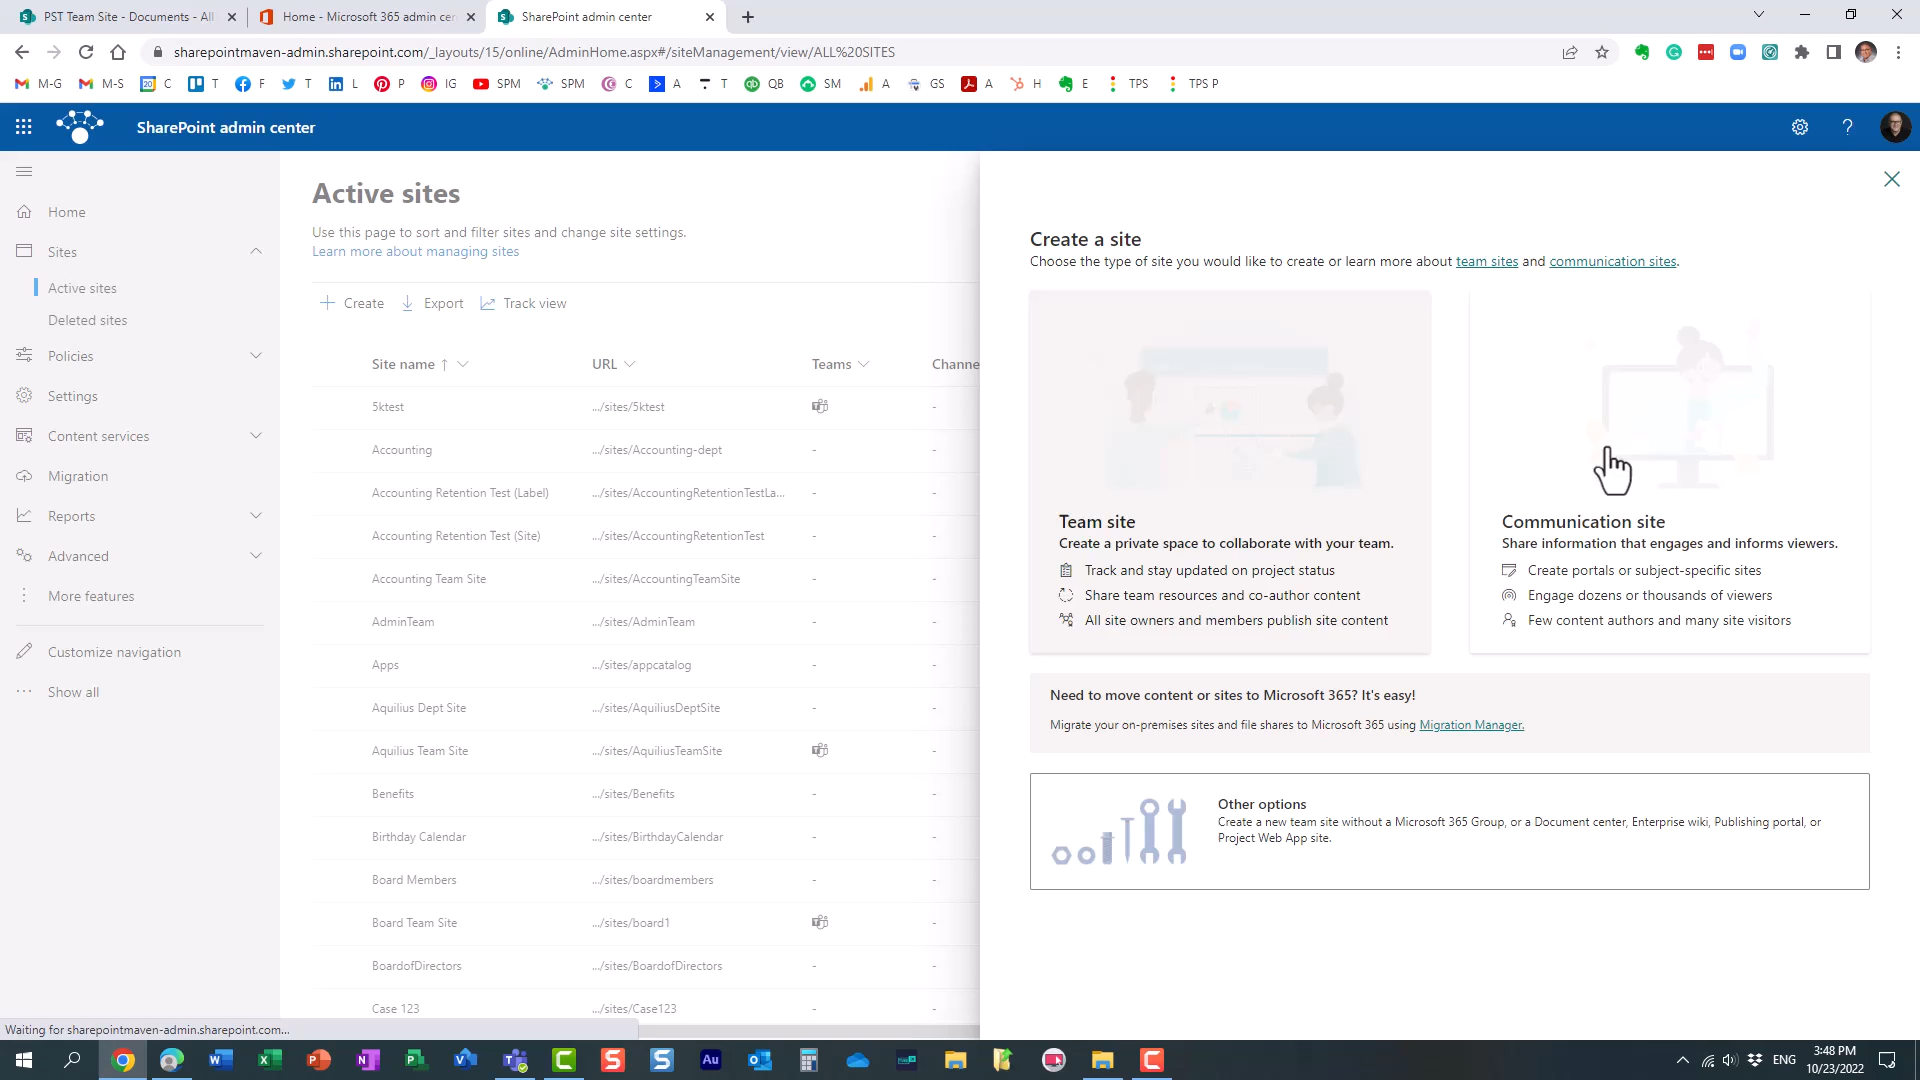 PST Team Site - Documents - All
Home - Microsoft 365 admin cer
SharePoint admin center
sharepointmaven-admin.sharepoint.com/_layouts/15/online/AdminHome.aspx#/siteManagement/view/ALL%20SITES
M-G
M-S
C
T
F
T
L
P
IG
SPM
SPM
C
A
T
QB
SM
A
GS
A
H
E
TPS
TPS P
SharePoint admin center
Home
Sites
Active sites
Deleted sites
Policies
Settings
Content services
Migration
Reports
Advanced
More features
Customize navigation
Show all
Active sites
Use this page to sort and filter sites and change site settings.
Learn more about managing sites
Create
Export
Track view
Site name ↑ URL Teams Channe
5ktest .../sites/5ktest -
Accounting .../sites/Accounting-dept - -
Accounting Retention Test (Label) .../sites/AccountingRetentionTestLa... - -
Accounting Retention Test (Site) .../sites/AccountingRetentionTest - -
Accounting Team Site .../sites/AccountingTeamSite - -
AdminTeam .../sites/AdminTeam - -
Apps .../sites/appcatalog - -
Aquilius Dept Site .../sites/AquiliusDeptSite - -
Aquilius Team Site .../sites/AquiliusTeamSite -
Benefits .../sites/Benefits - -
Birthday Calendar .../sites/BirthdayCalendar - -
Board Members .../sites/boardmembers - -
Board Team Site .../sites/board1 -
BoardofDirectors .../sites/BoardofDirectors - -
Case 123 .../sites/Case123 - -
Create a site
Choose the type of site you would like to create or learn more about team sites and communication sites.
Team site
Create a private space to collaborate with your team.
Track and stay updated on project status
Share team resources and co-author content
All site owners and members publish site content
Communication site
Share information that engages and informs viewers.
Create portals or subject-specific sites
Engage dozens or thousands of viewers
Few content authors and many site visitors
Need to move content or sites to Microsoft 365? It's easy!
Migrate your on-premises sites and file shares to Microsoft 365 using Migration Manager.
Other options
Create a new team site without a Microsoft 365 Group, or a Document center, Enterprise wiki, Publishing portal, or
Project Web App site.
Waiting for sharepointmaven-admin.sharepoint.com...
ENG
3:48 PM
10/23/2022